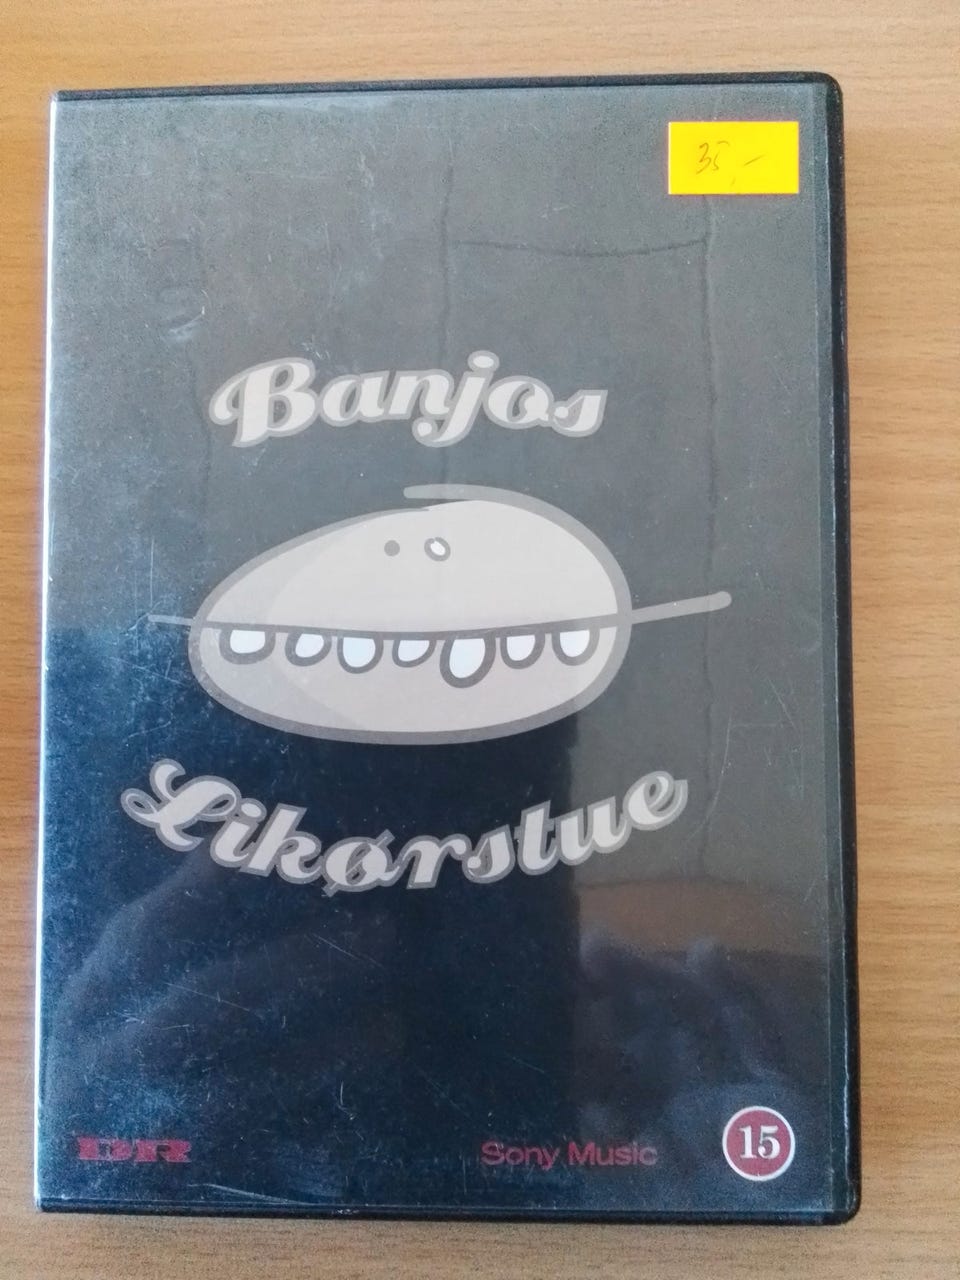 35,-
Banjos
Likørstue
DR
Sony Music
15